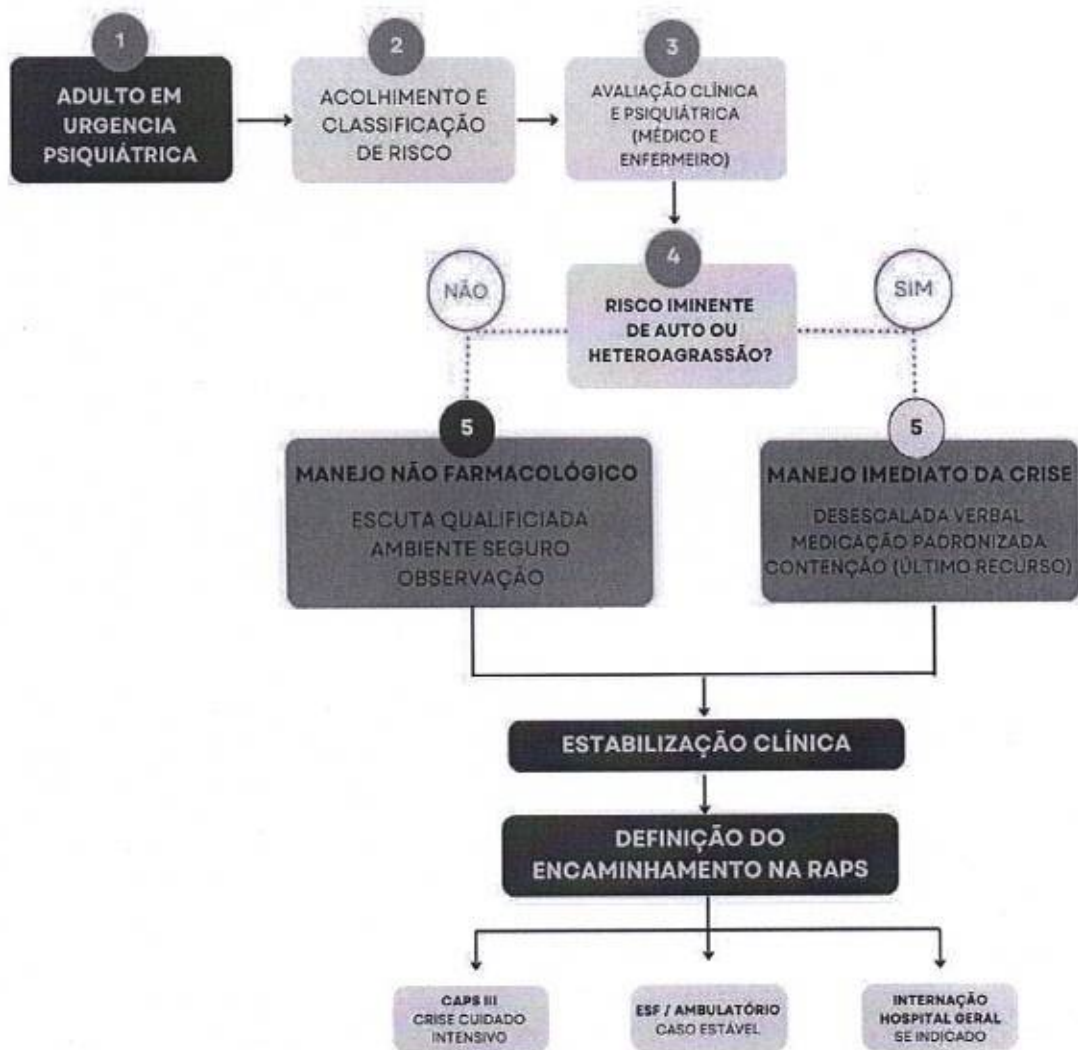 1
ADULTO EM
URGENCIA
PSIQUIÁTRICA
2
ACOLHIMENTO E
CLASSIFICAÇÃO
DE RISCO
3
AVALIAÇÃO CLÍNICA
E PSIQUIÁTRICA
(MÉDICO E
ENFERMEIRO)
4
RISCO IMINENTE
DE AUTO OU
HETEROAGRASSÃO?
NÃO
SIM
5
MANEJO NÃO FARMACOLÓGICO
ESCUTA QUALIFICIADA
AMBIENTE SEGURO
OBSERVAÇÃO
5
MANEJO IMEDIATO DA CRISE
DESESCALADA VERBAL
MEDICAÇÃO PADRONIZADA
CONTENÇÃO (ÚLTIMO RECURSO)
ESTABILIZAÇÃO CLÍNICA
DEFINIÇÃO DO
ENCAMINHAMENTO NA RAPS
CAPS III
CRISE CUIDADO
INTENSIVO
ESF / AMBULATÓRIO
CASO ESTÁVEL
INTERNAÇÃO
HOSPITAL GERAL
SE INDICADO